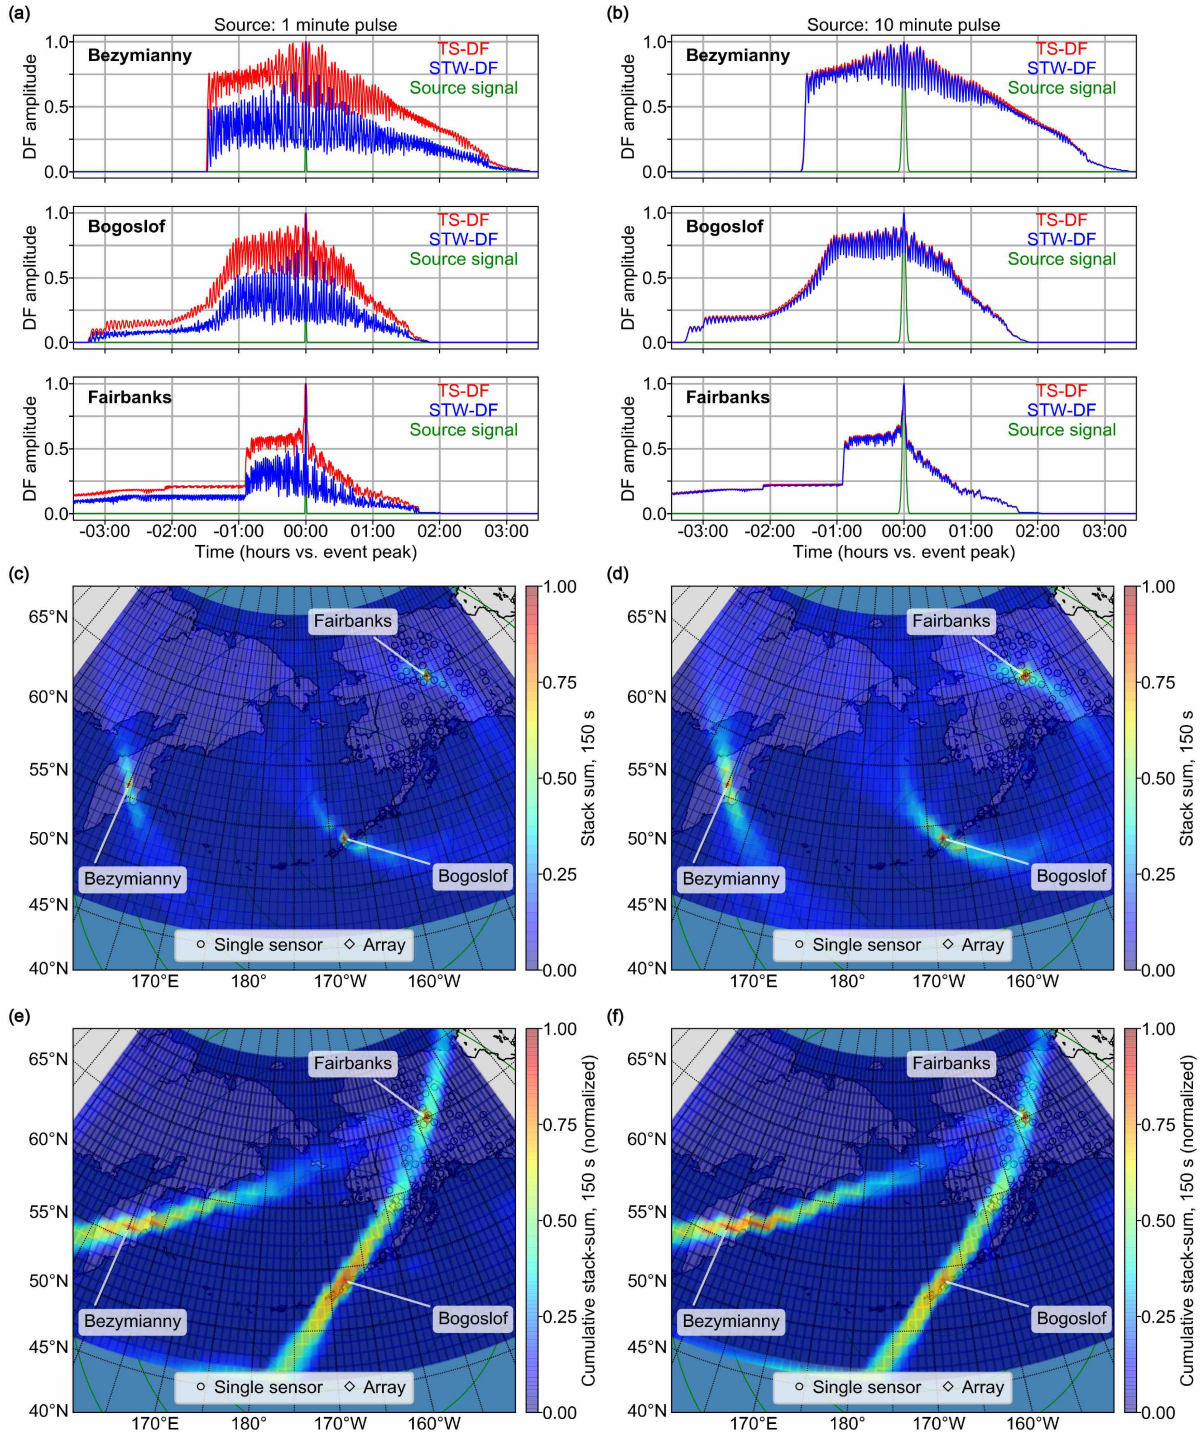 (a)
Source: 1 minute pulse
1.0
0.5
0.0
DF amplitude
Bezymianny
TS-DF
STW-DF
Source signal
1.0
0.5
0.0
DF amplitude
Bogoslof
TS-DF
STW-DF
Source signal
1.0
0.5
0.0
DF amplitude
Fairbanks
TS-DF
STW-DF
Source signal
-03:00 -02:00 -01:00 00:00 01:00 02:00 03:00
Time (hours vs. event peak)
(b)
Source: 10 minute pulse
1.0
0.5
0.0
DF amplitude
Bezymianny
TS-DF
STW-DF
Source signal
1.0
0.5
0.0
DF amplitude
Bogoslof
TS-DF
STW-DF
Source signal
1.0
0.5
0.0
DF amplitude
Fairbanks
TS-DF
STW-DF
Source signal
-03:00 -02:00 -01:00 00:00 01:00 02:00 03:00
Time (hours vs. event peak)
(c)
65°N
60°N
55°N
50°N
45°N
40°N
Fairbanks
Bezymianny
Bogoslof
Single sensor Array
170°E 180° 170°W 160°W
1.00
0.75
0.50
0.25
0.00
Stack sum, 150 s
(d)
65°N
60°N
55°N
50°N
45°N
40°N
Fairbanks
Bezymianny
Bogoslof
Single sensor Array
170°E 180° 170°W 160°W
1.00
0.75
0.50
0.25
0.00
Stack sum, 150 s
(e)
65°N
60°N
55°N
50°N
45°N
40°N
Fairbanks
Bezymianny
Bogoslof
Single sensor Array
170°E 180° 170°W 160°W
1.00
0.75
0.50
0.25
0.00
Cumulative stack-sum, 150 s (normalized)
(f)
65°N
60°N
55°N
50°N
45°N
40°N
Fairbanks
Bezymianny
Bogoslof
Single sensor Array
170°E 180° 170°W 160°W
1.00
0.75
0.50
0.25
0.00
Cumulative stack-sum, 150 s (normalized)